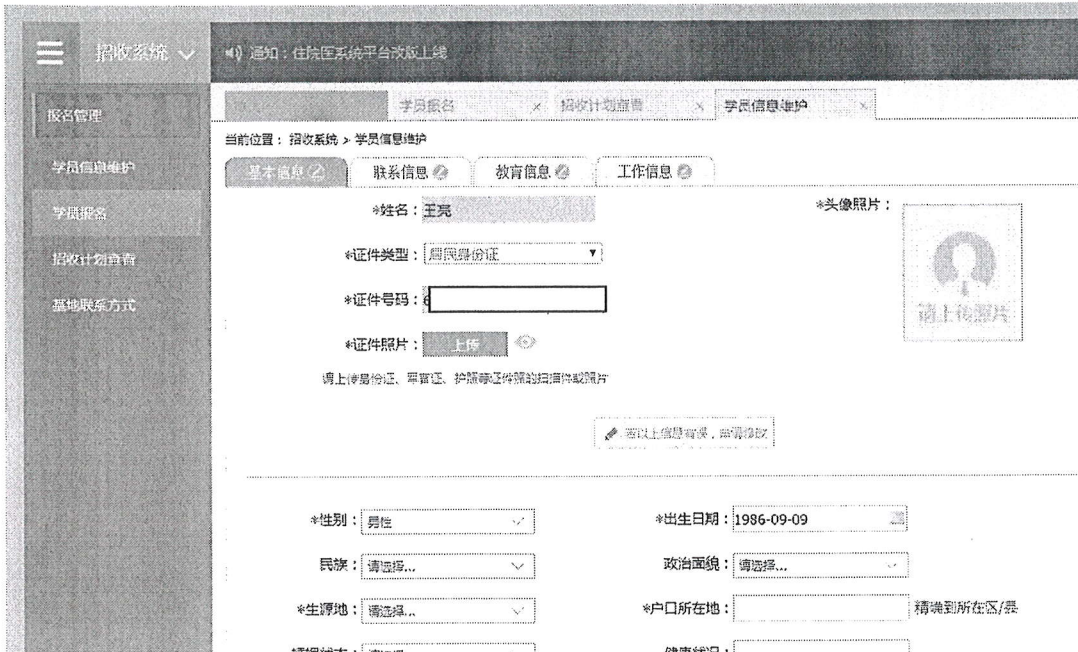 招收系统
通知：住院医系统平台改版上线
报名管理
学员信息维护
学员报名
招收计划查看
基地联系方式
学员报名 × 招收计划查看 × 学员信息维护 ×
当前位置： 招收系统 > 学员信息维护
基本信息 联系信息 教育信息 工作信息
*姓名：王亮
*头像照片：
*证件类型：居民身份证
*证件号码：6
请上传照片
*证件照片：上传
请上传身份证、军官证、护照等证件照的扫描件或照片
若以上信息有误，申请修改
*性别：男性
*出生日期：1986-09-09
民族：请选择...
政治面貌：请选择...
*生源地：请选择...
*户口所在地： 精确到所在区/县